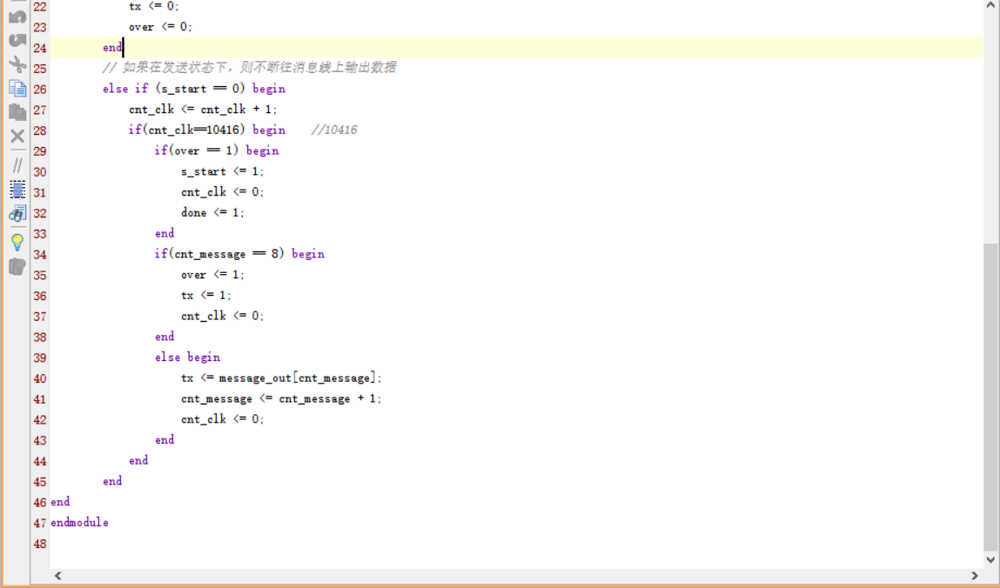 22 tx <= 0;
23 over <= 0;
24 end
25 // 如果在发送状态下，则不断往消息线上输出数据
26 else if (s_start == 0) begin
27 cnt_clk <= cnt_clk + 1;
28 if(cnt_clk==10416) begin //10416
29 if(over == 1) begin
30 s_start <= 1;
31 cnt_clk <= 0;
32 done <= 1;
33 end
34 if(cnt_message == 8) begin
35 over <= 1;
36 tx <= 1;
37 cnt_clk <= 0;
38 end
39 else begin
40 tx <= message_out[cnt_message];
41 cnt_message <= cnt_message + 1;
42 cnt_clk <= 0;
43 end
44 end
45 end
46 end
47 endmodule
48